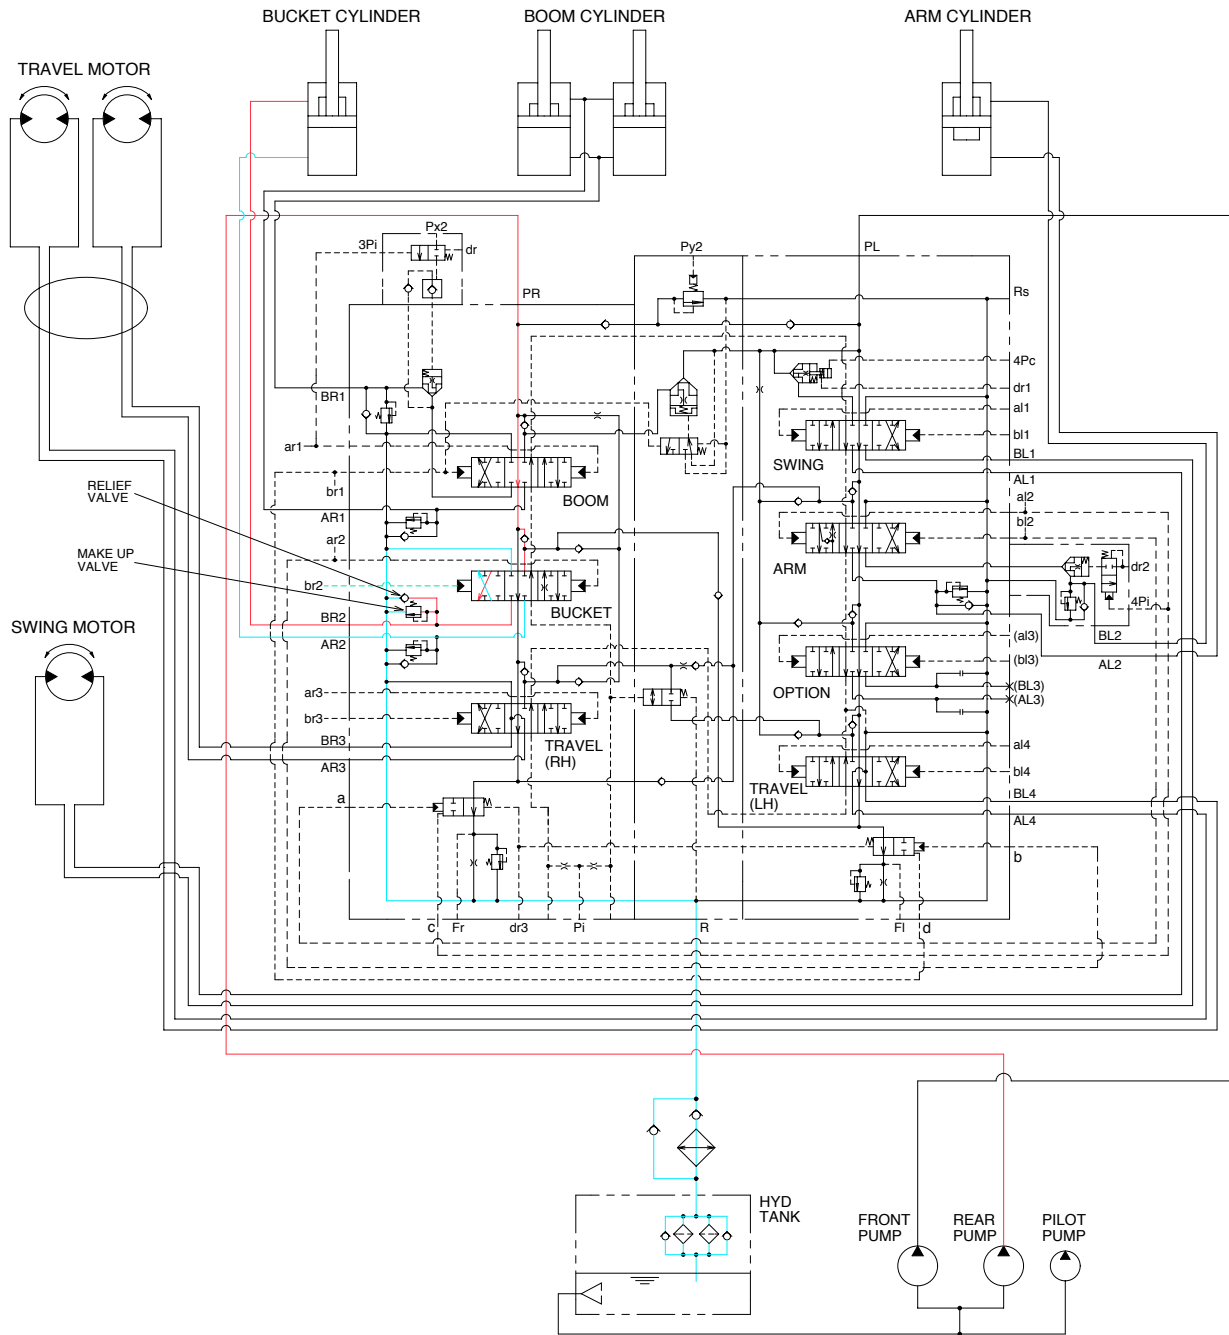 BUCKET CYLINDER
BOOM CYLINDER
ARM CYLINDER
TRAVEL MOTOR
Px2
3Pi
dr
Py2
PL
PR
Rs
4Pc
dr1
al1
bl1
BL1
BR1
ar1
SWING
BOOM
RELIEF
VALVE
br1
AL1
al2
bl2
AR1
ar2
MAKE UP
VALVE
ARM
dr2
br2
BUCKET
4Pi
BR2
SWING MOTOR
AR2
(al3)
BL2
(bl3)
AL2
OPTION
(BL3)
(AL3)
ar3
br3
BR3
TRAVEL
(RH)
AR3
al4
bl4
TRAVEL
(LH)
BL4
AL4
a
b
c
Fr
dr3
Pi
R
Fl
d
HYD
TANK
FRONT
PUMP
REAR
PUMP
PILOT
PUMP